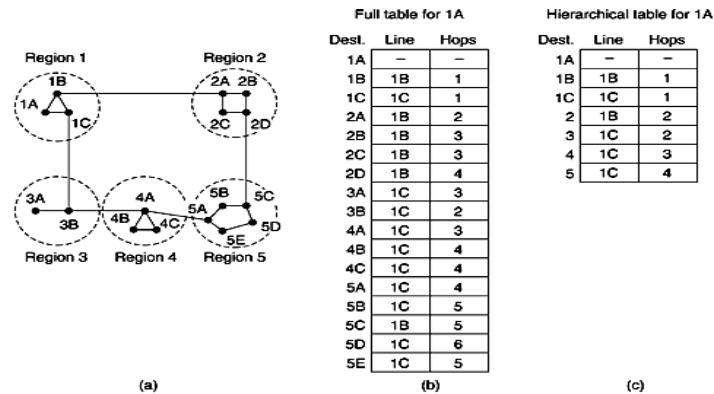 Full table for 1A
Hierarchical table for 1A
Region 1
Region 2
1B
1A
1C
2A 2B
2C 2D
3A
3B
4A
4B 4C
5B 5C
5A
5D
5E
Region 3 Region 4 Region 5
(a)
Dest. Line Hops
1A – –
1B 1B 1
1C 1C 1
2A 1B 2
2B 1B 3
2C 1B 3
2D 1B 4
3A 1C 3
3B 1C 2
4A 1C 3
4B 1C 4
4C 1C 4
5A 1C 4
5B 1C 5
5C 1B 5
5D 1C 6
5E 1C 5
(b)
Dest. Line Hops
1A – –
1B 1B 1
1C 1C 1
2 1B 2
3 1C 2
4 1C 3
5 1C 4
(c)